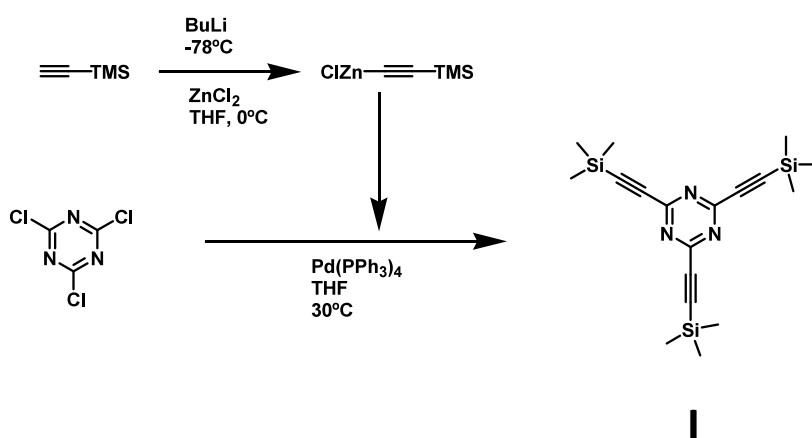 BuLi
-78ºC
TMS
ClZn
TMS
ZnCl2
THF, 0ºC
Si
Si
N
N
N
Cl
N
Cl
N
N
Cl
Pd(PPh3)4
THF
30ºC
Si
I